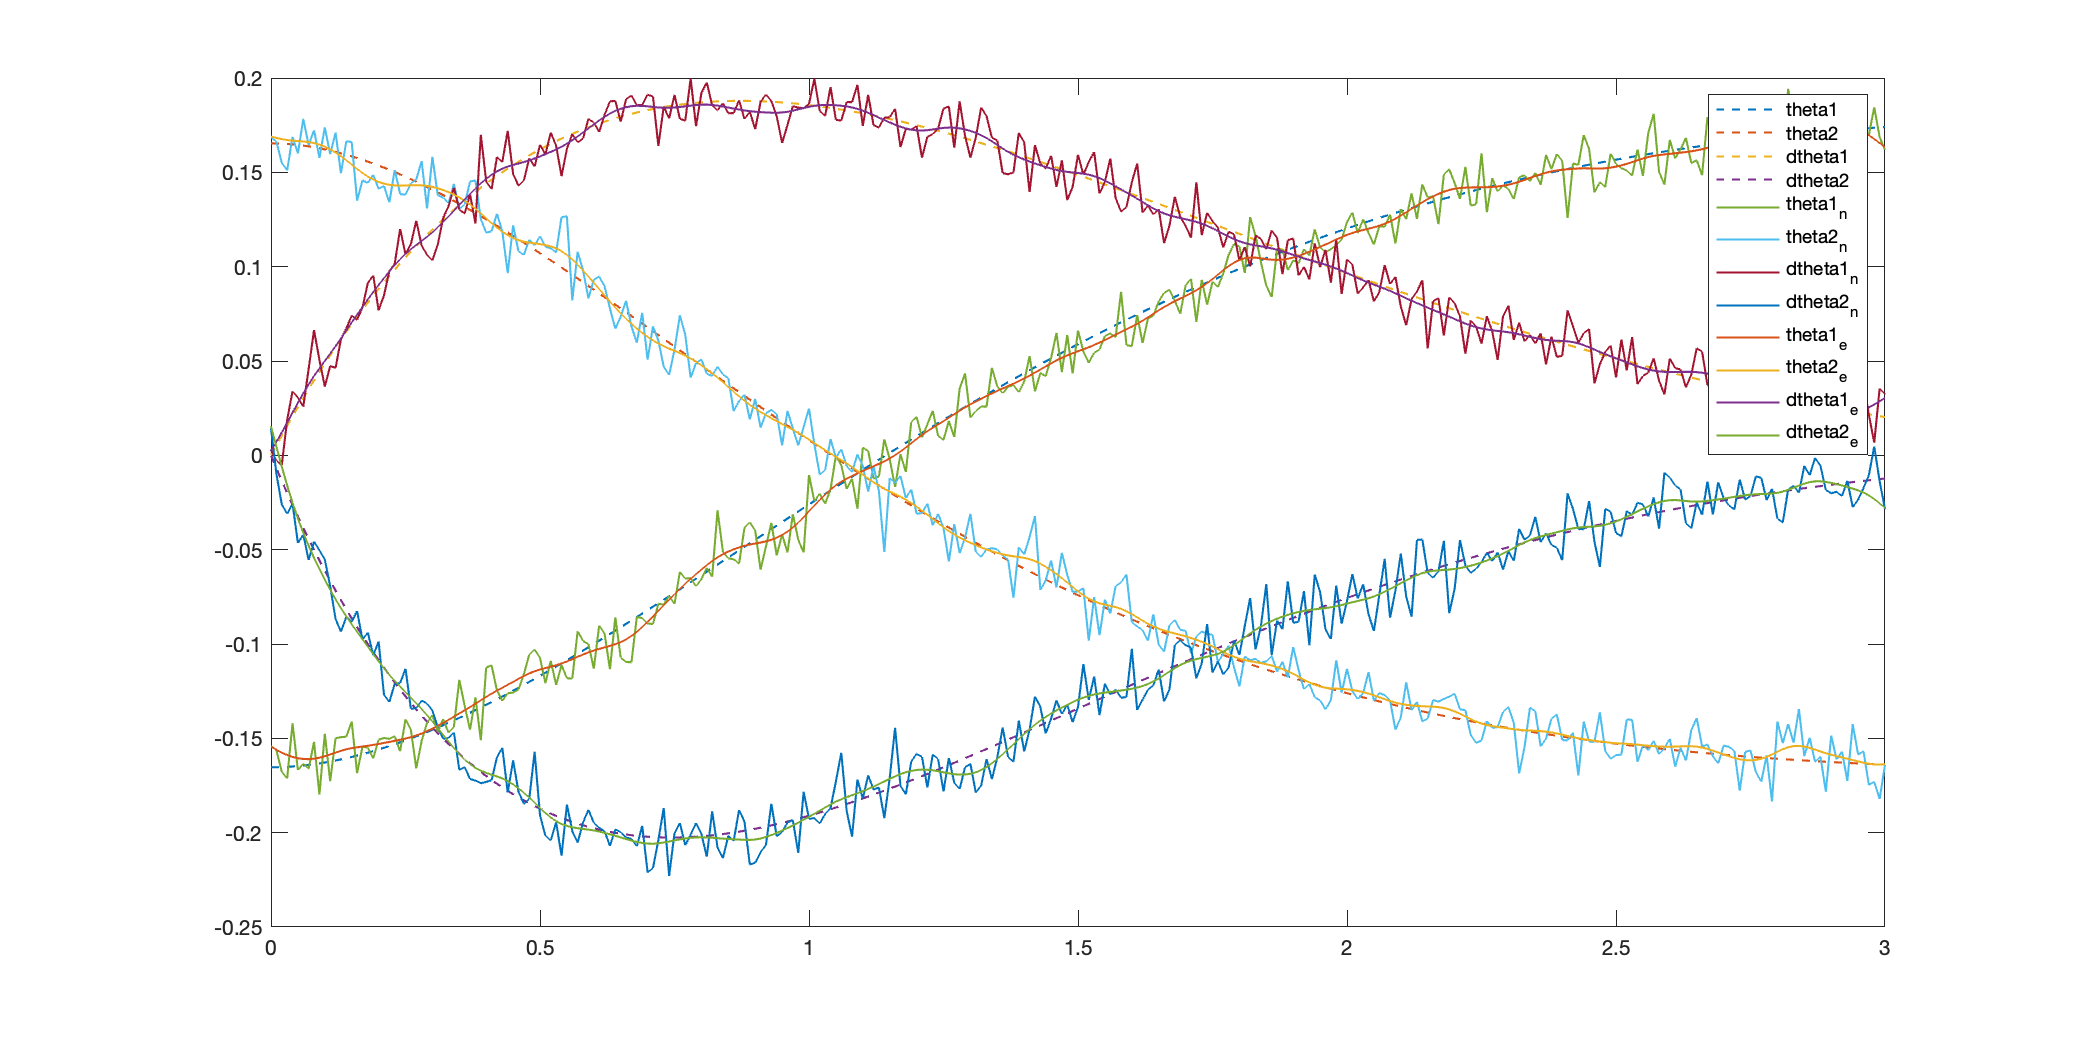 0.2
0.15
0.1
0.05
0
-0.05
-0.1
-0.15
-0.2
-0.25
0 0.5 1 1.5 2 2.5 3
theta1
theta2
dtheta1
dtheta2
theta1n
theta2n
dtheta1n
dtheta2n
theta1e
theta2e
dtheta1e
dtheta2e